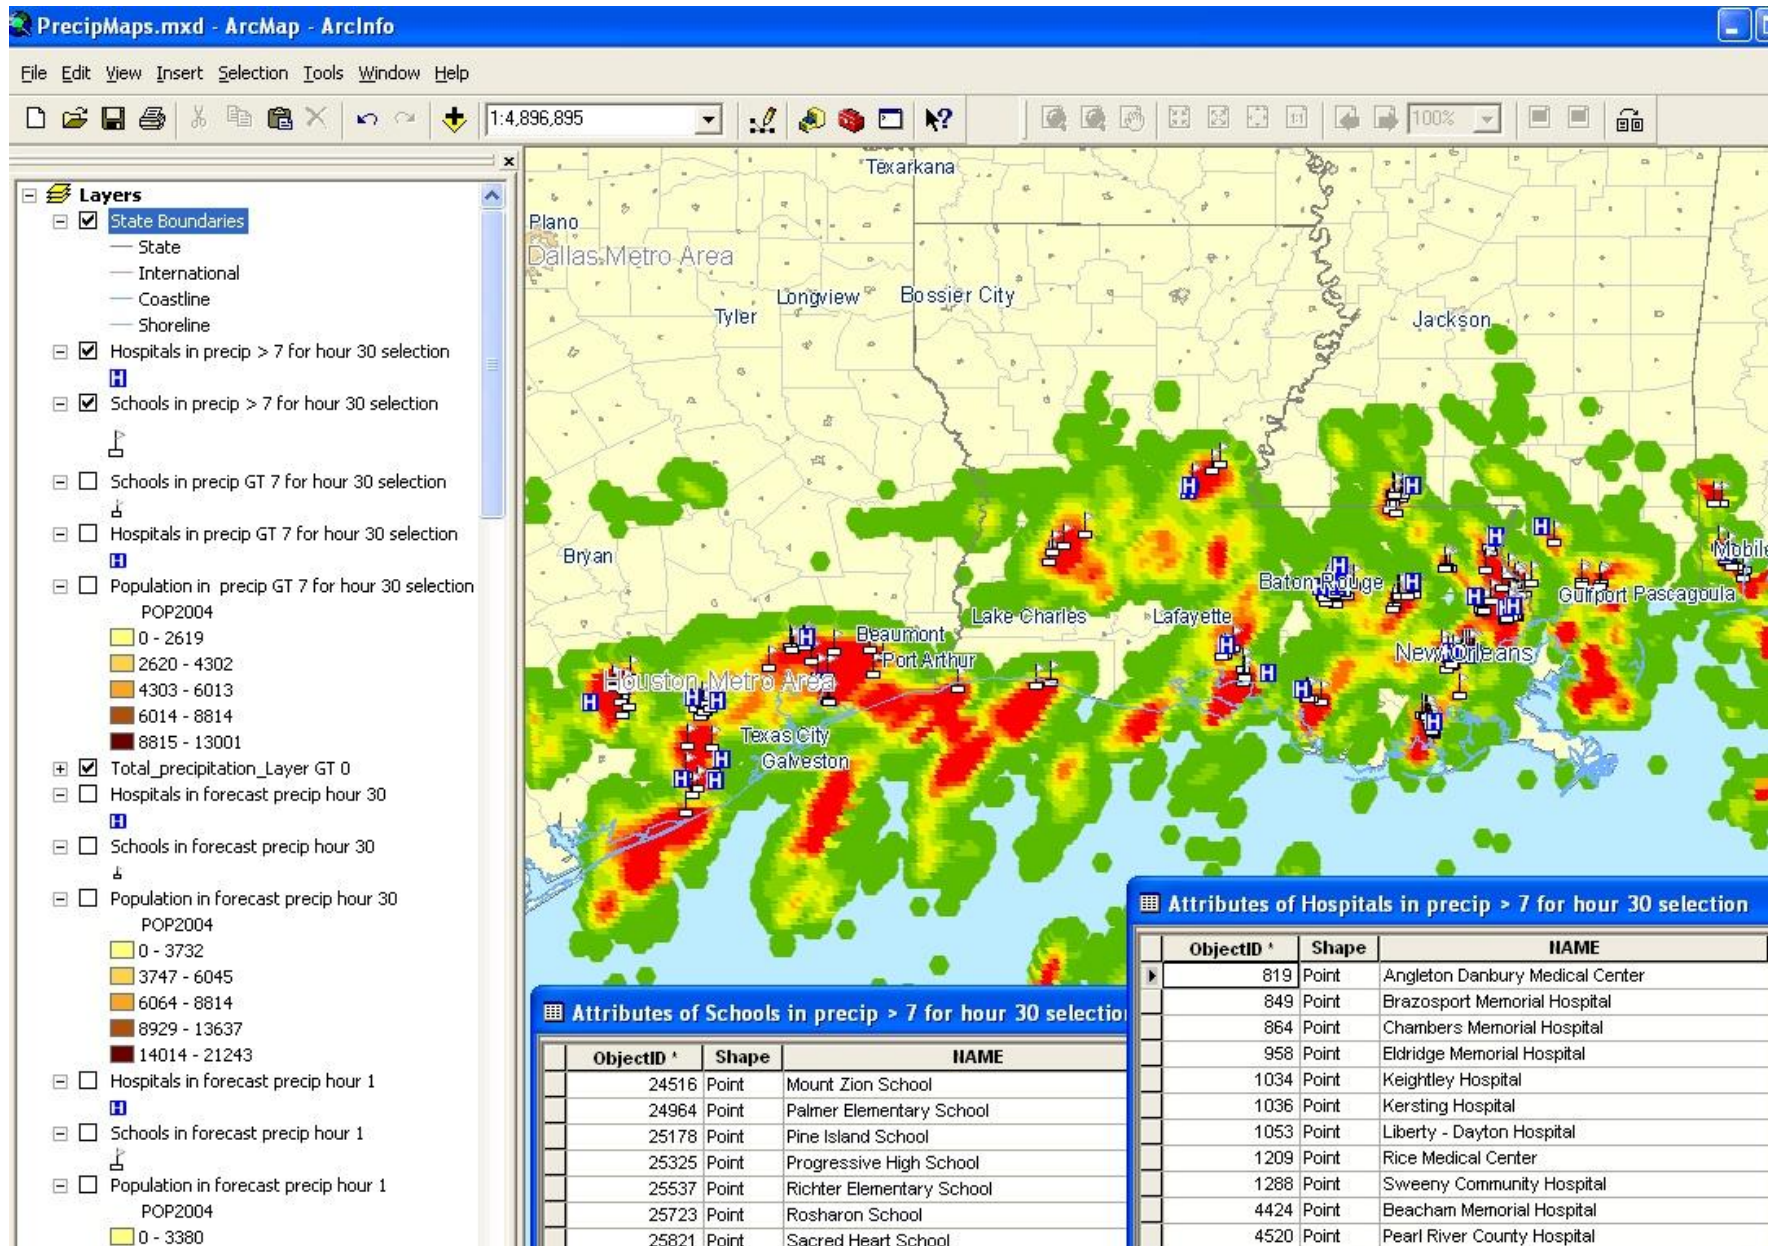 PrecipMaps.mxd - ArcMap - ArcInfo
File Edit View Insert Selection Tools Window Help
1:4,896,895
100%
Layers
State Boundaries
State
International
Coastline
Shoreline
Hospitals in precip > 7 for hour 30 selection
H
Schools in precip > 7 for hour 30 selection
Schools in precip GT 7 for hour 30 selection
Hospitals in precip GT 7 for hour 30 selection
H
Population in precip GT 7 for hour 30 selection
POP2004
0 - 2619
2620 - 4302
4303 - 6013
6014 - 8814
8815 - 13001
Total_precipitation_Layer GT 0
Hospitals in forecast precip hour 30
H
Schools in forecast precip hour 30
Population in forecast precip hour 30
POP2004
0 - 3732
3747 - 6045
6064 - 8814
8929 - 13637
14014 - 21243
Hospitals in forecast precip hour 1
H
Schools in forecast precip hour 1
Population in forecast precip hour 1
POP2004
0 - 3380
Texarkana
Plano
Dallas Metro Area
Longview
Bossier City
Tyler
Jackson
Bryan
Mobile
Baton Rouge
Gulfport Pascagoula
Lake Charles
Lafayette
Beaumont
Port Arthur
New Orleans
Houston Metro Area
Texas City
Galveston
Attributes of Schools in precip > 7 for hour 30 selection
ObjectID * Shape NAME
24516 Point Mount Zion School
24964 Point Palmer Elementary School
25178 Point Pine Island School
25325 Point Progressive High School
25537 Point Richter Elementary School
25723 Point Rosharon School
25821 Point Sacred Heart School
Attributes of Hospitals in precip > 7 for hour 30 selection
ObjectID * Shape NAME
819 Point Angleton Danbury Medical Center
849 Point Brazosport Memorial Hospital
864 Point Chambers Memorial Hospital
958 Point Eldridge Memorial Hospital
1034 Point Keightley Hospital
1036 Point Kersting Hospital
1053 Point Liberty - Dayton Hospital
1209 Point Rice Medical Center
1288 Point Sweeny Community Hospital
4424 Point Beacham Memorial Hospital
4520 Point Pearl River County Hospital